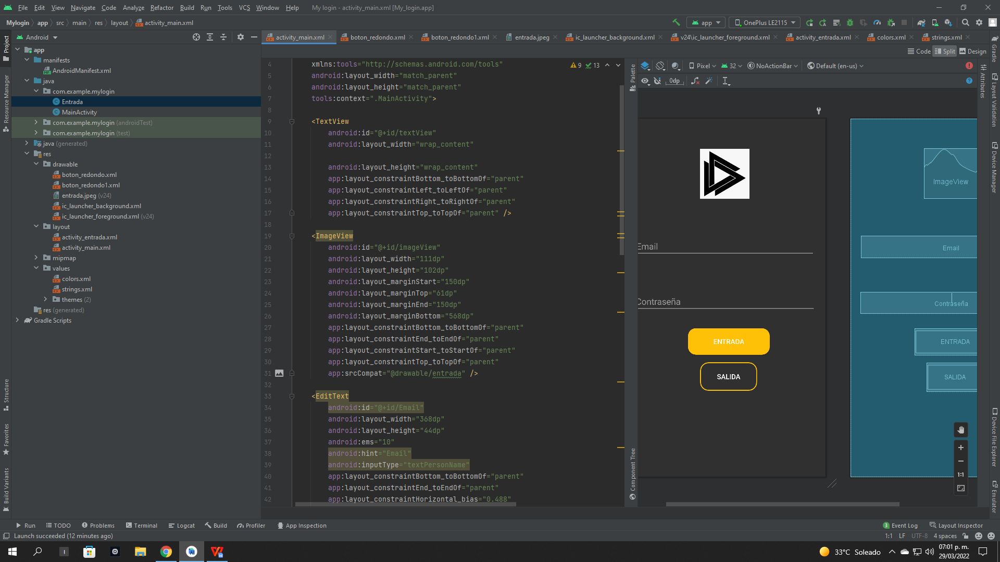 File Edit View Navigate Code Analyze Refactor Build Run Tools VCS Window Help My login - activity_main.xml [My_login.app]
Mylogin app src main res layout activity_main.xml
app OnePlus LE2115
Project
Android
activity_main.xml boton_redondo.xml boton_redondo1.xml entrada.jpeg ic_launcher_background.xml v24\ic_launcher_foreground.xml activity_entrada.xml colors.xml strings.xml
Code Split Design
app
manifests
AndroidManifest.xml
java
com.example.mylogin
Entrada
MainActivity
com.example.mylogin (androidTest)
com.example.mylogin (test)
java (generated)
res
drawable
boton_redondo.xml
boton_redondo1.xml
entrada.jpeg (v24)
ic_launcher_background.xml
ic_launcher_foreground.xml (v24)
layout
activity_entrada.xml
activity_main.xml
mipmap
values
colors.xml
strings.xml
themes (2)
res (generated)
Gradle Scripts
Resource Manager
Structure
Favorites
Build Variants
9 13
4 xmlns:tools="http://schemas.android.com/tools"
5 android:layout_width="match_parent"
6 android:layout_height="match_parent"
7 tools:context=".MainActivity">
8
9 <TextView
10 android:id="@+id/textView"
11 android:layout_width="wrap_content"
12
13 android:layout_height="wrap_content"
14 app:layout_constraintBottom_toBottomOf="parent"
15 app:layout_constraintLeft_toLeftOf="parent"
16 app:layout_constraintRight_toRightOf="parent"
17 app:layout_constraintTop_toTopOf="parent" />
18
19 <ImageView
20 android:id="@+id/imageView"
21 android:layout_width="111dp"
22 android:layout_height="102dp"
23 android:layout_marginStart="150dp"
24 android:layout_marginTop="61dp"
25 android:layout_marginEnd="150dp"
26 android:layout_marginBottom="568dp"
27 app:layout_constraintBottom_toBottomOf="parent"
28 app:layout_constraintEnd_toEndOf="parent"
29 app:layout_constraintStart_toStartOf="parent"
30 app:layout_constraintTop_toTopOf="parent"
31 app:srcCompat="@drawable/entrada" />
32
33 <EditText
34 android:id="@+id/Email"
35 android:layout_width="368dp"
36 android:layout_height="44dp"
37 android:ems="10"
38 android:hint="Email"
39 android:inputType="textPersonName"
40 app:layout_constraintBottom_toBottomOf="parent"
41 app:layout_constraintEnd_toEndOf="parent"
42 app:layout_constraintHorizontal_bias="0.488"
Palette
Component Tree
Pixel 32 NoActionBar Default (en-us)
0dp
Email
Contraseña
ENTRADA
SALIDA
ImageView
Email
Contraseña
ENTRADA
SALIDA
1:1
Attributes
Gradle
Layout Validation
Device Manager
Device File Explorer
Emulator
Run TODO Problems Terminal Logcat Build Profiler App Inspection 3 Event Log Layout Inspector
Launch succeeded (12 minutes ago) 1:1 LF UTF-8 4 spaces
33°C Soleado 07:01 p. m.
29/03/2022